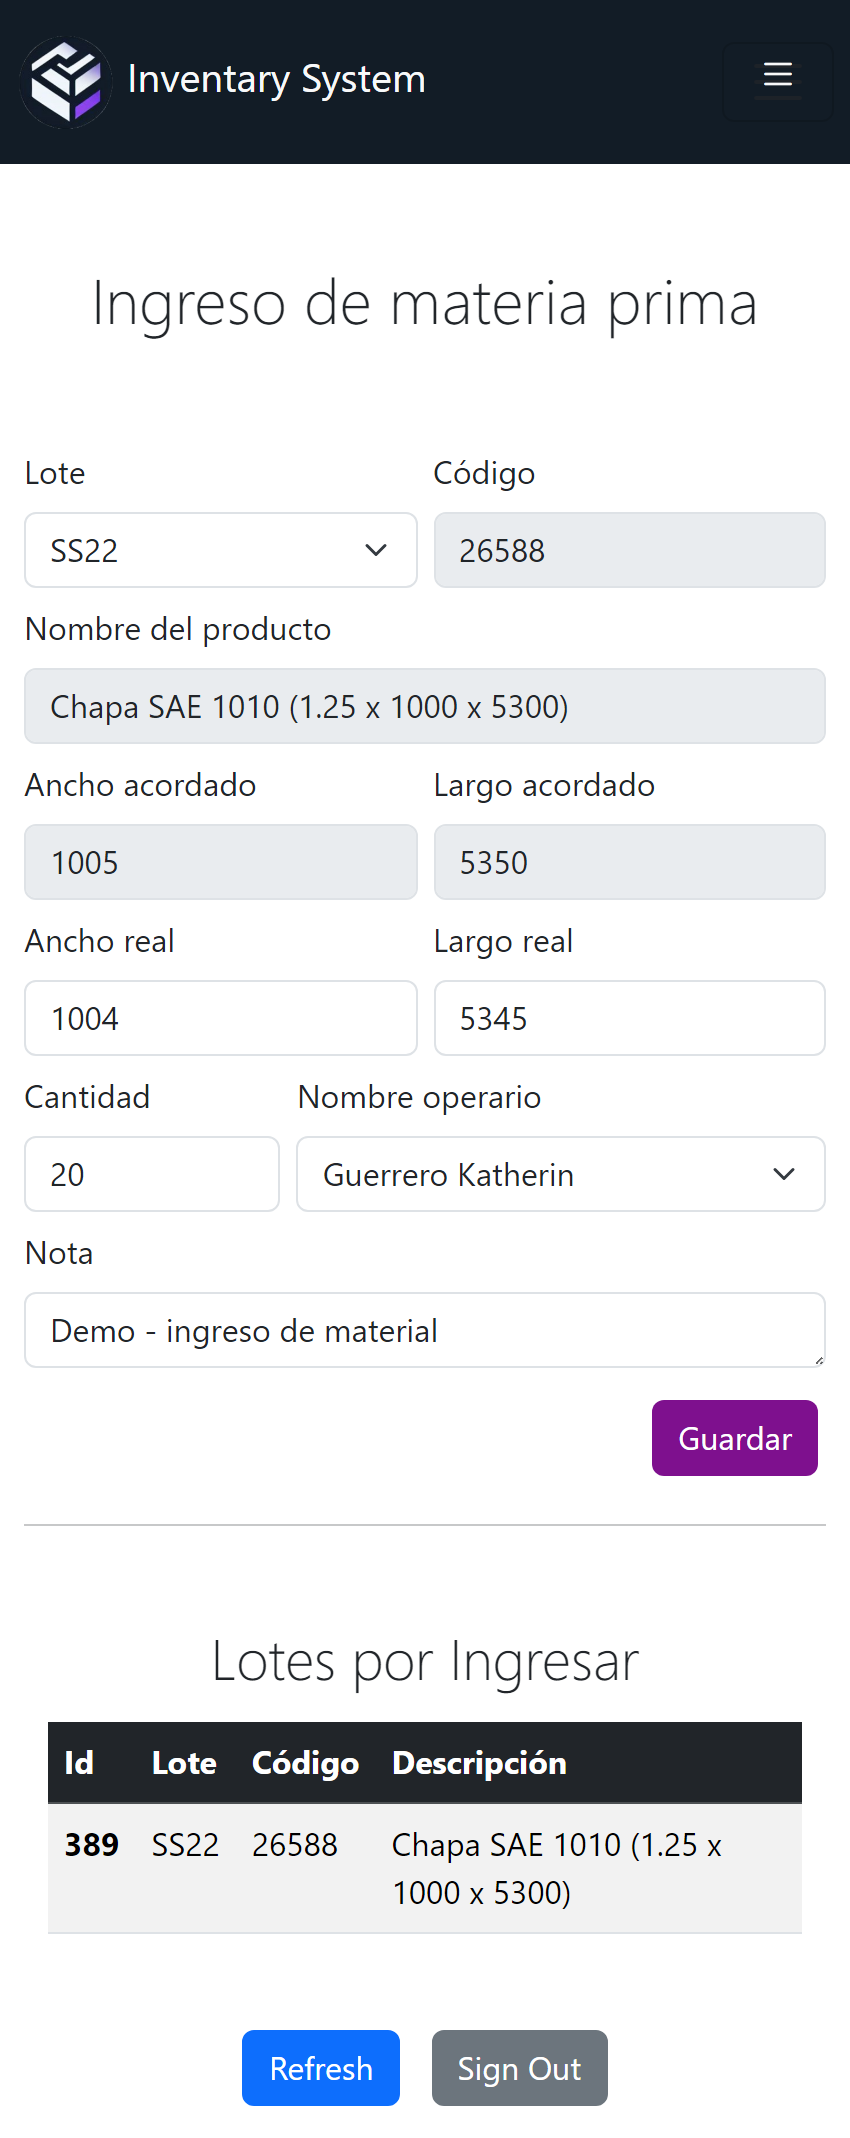 Inventary System
Ingreso de materia prima
Lote Código
SS22 26588
Nombre del producto
Chapa SAE 1010 (1.25 x 1000 x 5300)
Ancho acordado Largo acordado
1005 5350
Ancho real Largo real
1004 5345
Cantidad Nombre operario
20 Guerrero Katherin
Nota
Demo - ingreso de material
Guardar
Lotes por Ingresar
Id Lote Código Descripción
389 SS22 26588 Chapa SAE 1010 (1.25 x
1000 x 5300)
Refresh Sign Out